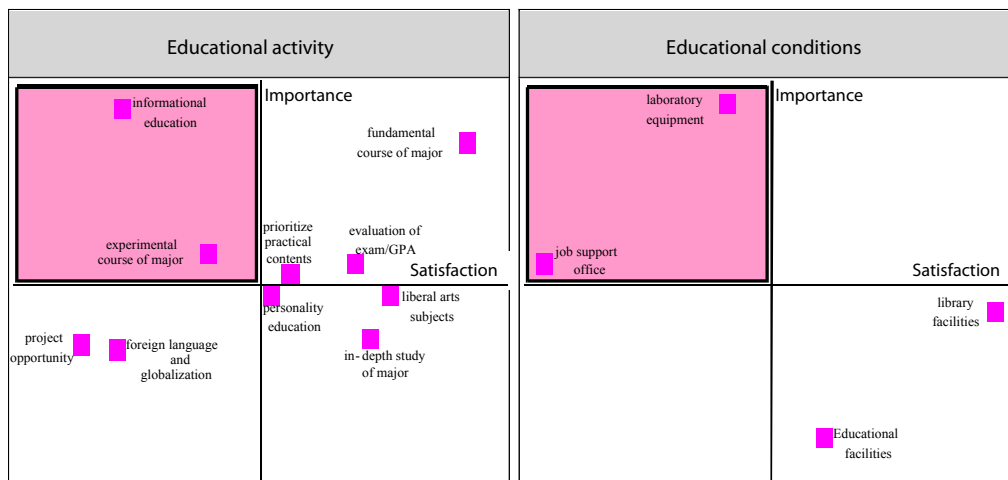 Educational activity
Importance
informational
education
fundamental
course of major
experimental
course of major
prioritize
practical
contents
evaluation of
exam/GPA
Satisfaction
personality
education
liberal arts
subjects
project
opportunity
foreign language
and
globalization
in-depth study
of major
Educational conditions
Importance
laboratory
equipment
job support
office
Satisfaction
library
facilities
Educational
facilities